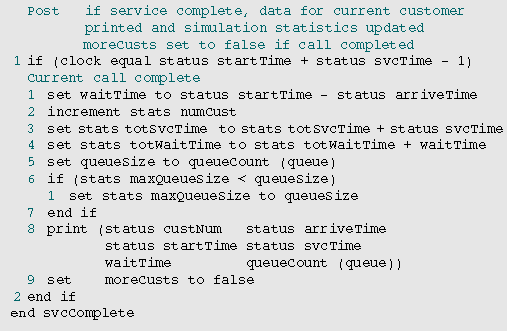 Post if service complete, data for current customer
printed and simulation statistics updated
moreCusts set to false if call completed
1 if (clock equal status startTime + status svcTime - 1)
Current call complete
1 set waitTime to status startTime - status arriveTime
2 increment stats numCust
3 set stats totSvcTime to stats totSvcTime + status svcTime
4 set stats totWaitTime to stats totWaitTime + waitTime
5 set queueSize to queueCount (queue)
6 if (stats maxQueueSize < queueSize)
1 set stats maxQueueSize to queueSize
7 end if
8 print (status custNum status arriveTime
status startTime status svcTime
waitTime queueCount (queue))
9 set moreCusts to false
2 end if
end svcComplete